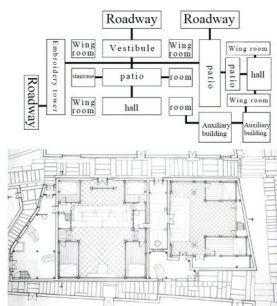 Roadway
Roadway
Wing room
Vestibule
Wing room
Wing room
Embroidery tower
patio
patio
hall
staircase
patio
room
Wing room
Roadway
Wing room
hall
room
Auxiliary building
Auxiliary building